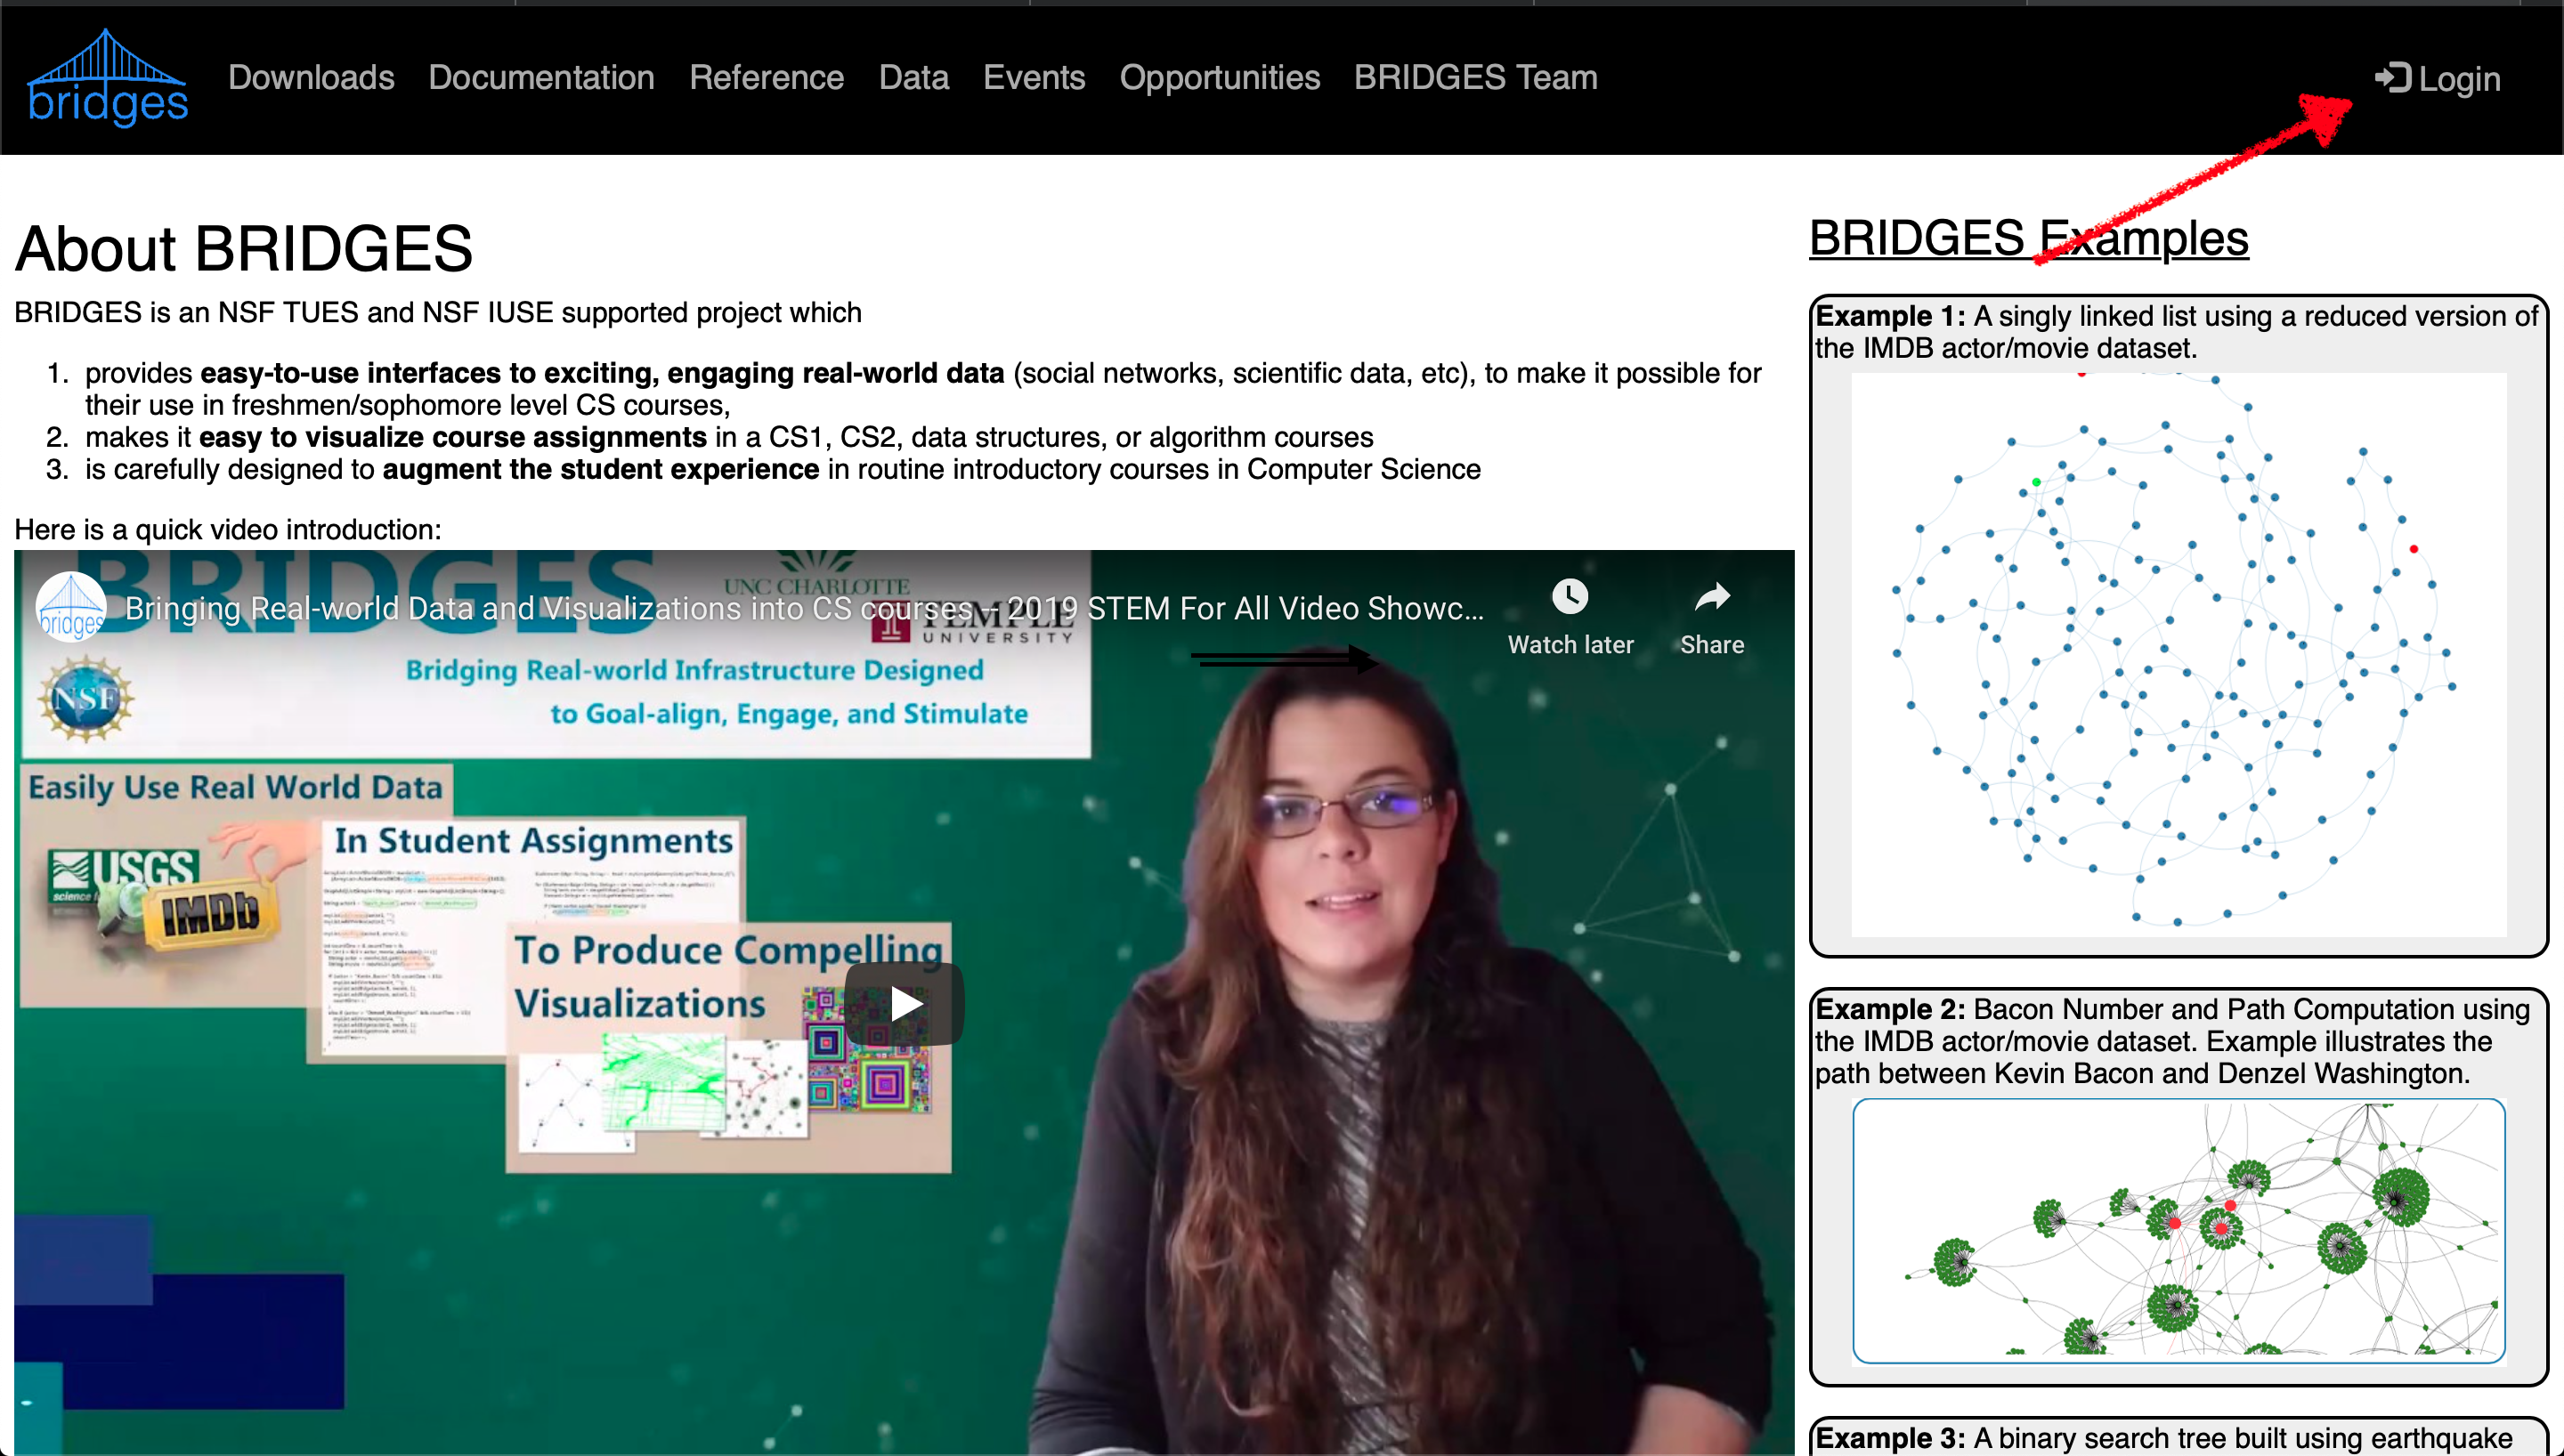 bridges
Downloads Documentation Reference Data Events Opportunities BRIDGES Team
Login
About BRIDGES
BRIDGES is an NSF TUES and NSF IUSE supported project which
1. provides easy-to-use interfaces to exciting, engaging real-world data (social networks, scientific data, etc), to make it possible for
their use in freshmen/sophomore level CS courses,
2. makes it easy to visualize course assignments in a CS1, CS2, data structures, or algorithm courses
3. is carefully designed to augment the student experience in routine introductory courses in Computer Science
Here is a quick video introduction:
BRIDGES
UNC CHARLOTTE
bridges
Bringing Real-world Data and Visualizations into CS courses -- 2019 STEM For All Video Showc...
TEMPLE
UNIVERSITY
Watch later
Share
NSF
Bridging Real-world Infrastructure Designed
to Goal-align, Engage, and Stimulate
Easily Use Real World Data
USGS
science
IMDb
In Student Assignments
To Produce Compelling
Visualizations
BRIDGES Examples
Example 1: A singly linked list using a reduced version of
the IMDB actor/movie dataset.
Example 2: Bacon Number and Path Computation using
the IMDB actor/movie dataset. Example illustrates the
path between Kevin Bacon and Denzel Washington.
Example 3: A binary search tree built using earthquake